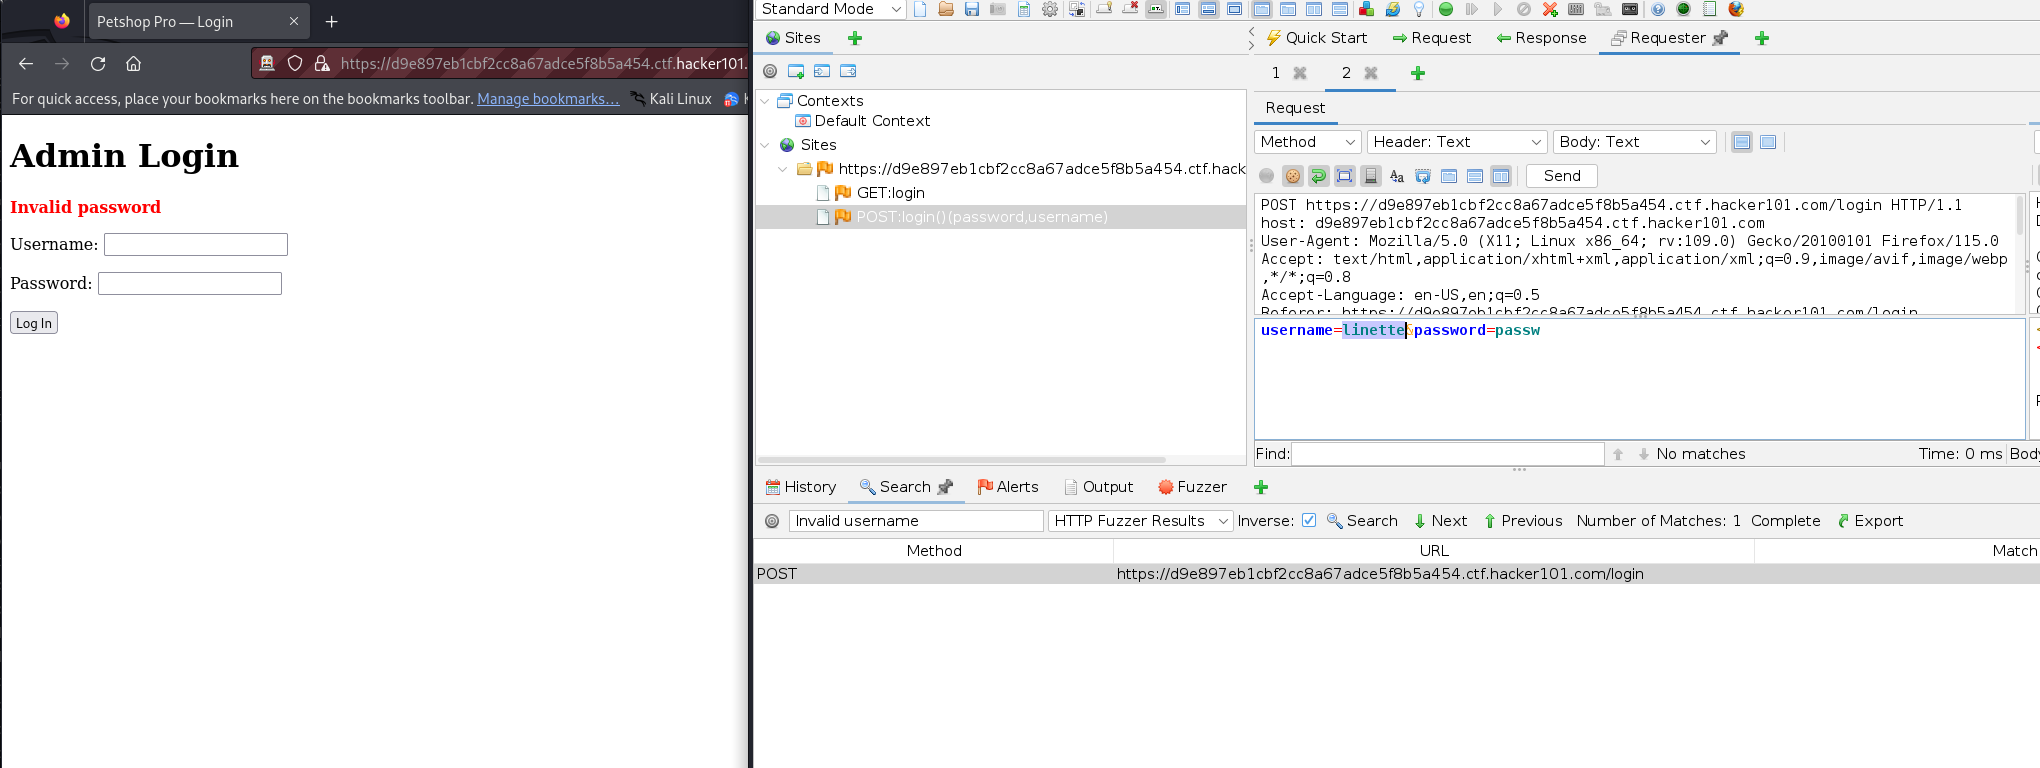 Petshop Pro — Login
https://d9e897eb1cbf2cc8a67adce5f8b5a454.ctf.hacker101.
For quick access, place your bookmarks here on the bookmarks toolbar. Manage bookmarks…
Kali Linux
Admin Login
Invalid password
Username:
Password:
Log In
Standard Mode
Sites
Contexts
Default Context
Sites
https://d9e897eb1cbf2cc8a67adce5f8b5a454.ctf.hack
GET:login
POST:login()(password,username)
Quick Start
Request
Response
Requester
1
2
Request
Method
Header: Text
Body: Text
Send
POST https://d9e897eb1cbf2cc8a67adce5f8b5a454.ctf.hacker101.com/login HTTP/1.1
host: d9e897eb1cbf2cc8a67adce5f8b5a454.ctf.hacker101.com
User-Agent: Mozilla/5.0 (X11; Linux x86_64; rv:109.0) Gecko/20100101 Firefox/115.0
Accept: text/html,application/xhtml+xml,application/xml;q=0.9,image/avif,image/webp
,*/*;q=0.8
Accept-Language: en-US,en;q=0.5
Referer: https://d9e897eb1cbf2cc8a67adce5f8b5a454.ctf.hacker101.com/login
username=linette&password=passw
Find:
No matches
Time: 0 ms
Body
History
Search
Alerts
Output
Fuzzer
Invalid username
HTTP Fuzzer Results
Inverse:
Search
Next
Previous
Number of Matches: 1
Complete
Export
Method
URL
Match
POST
https://d9e897eb1cbf2cc8a67adce5f8b5a454.ctf.hacker101.com/login